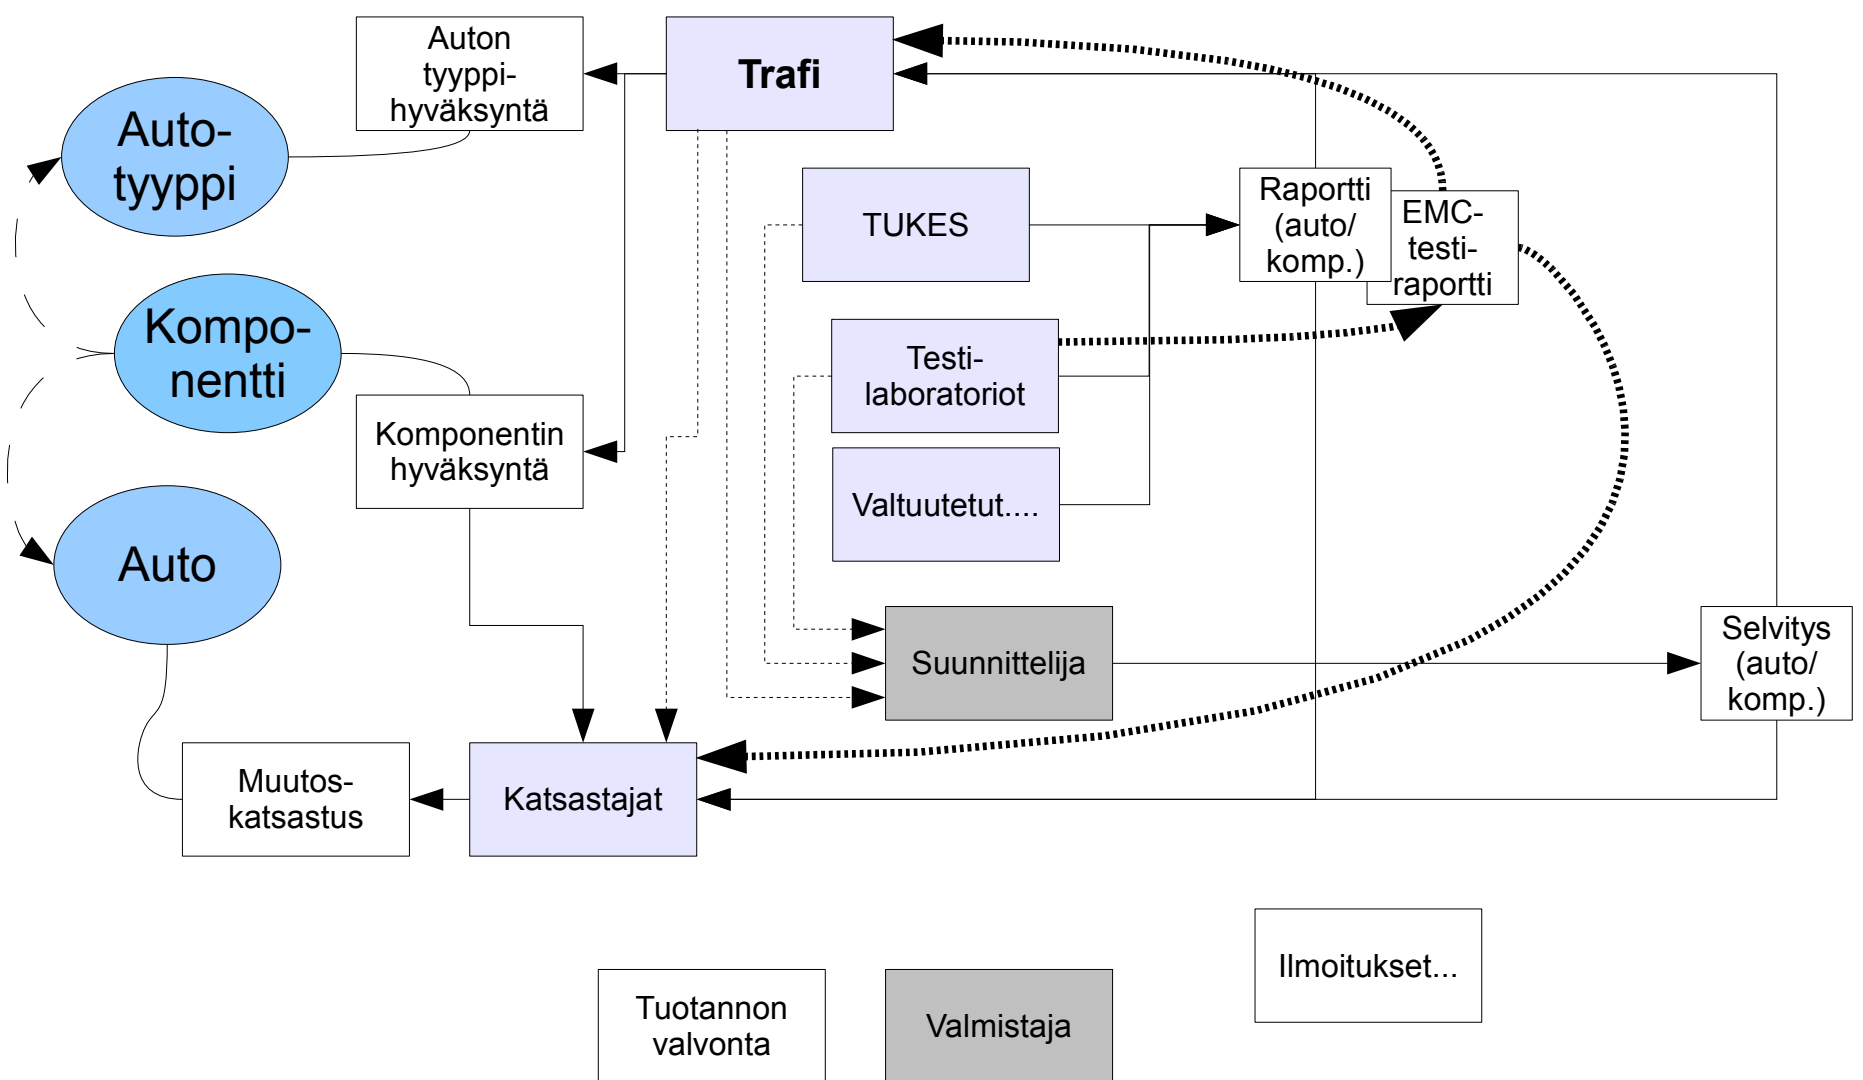 Auton
tyyppi-
hyväksyntä
Trafi
Auto-
tyyppi
TUKES
Raportti
(auto/
komp.)
EMC-
testi-
raportti
Kompo-
nentti
Testi-
laboratoriot
Komponentin
hyväksyntä
Valtuutetut....
Auto
Suunnittelija
Selvitys
(auto/
komp.)
Muutos-
katsastus
Katsastajat
Ilmoitukset...
Tuotannon
valvonta
Valmistaja